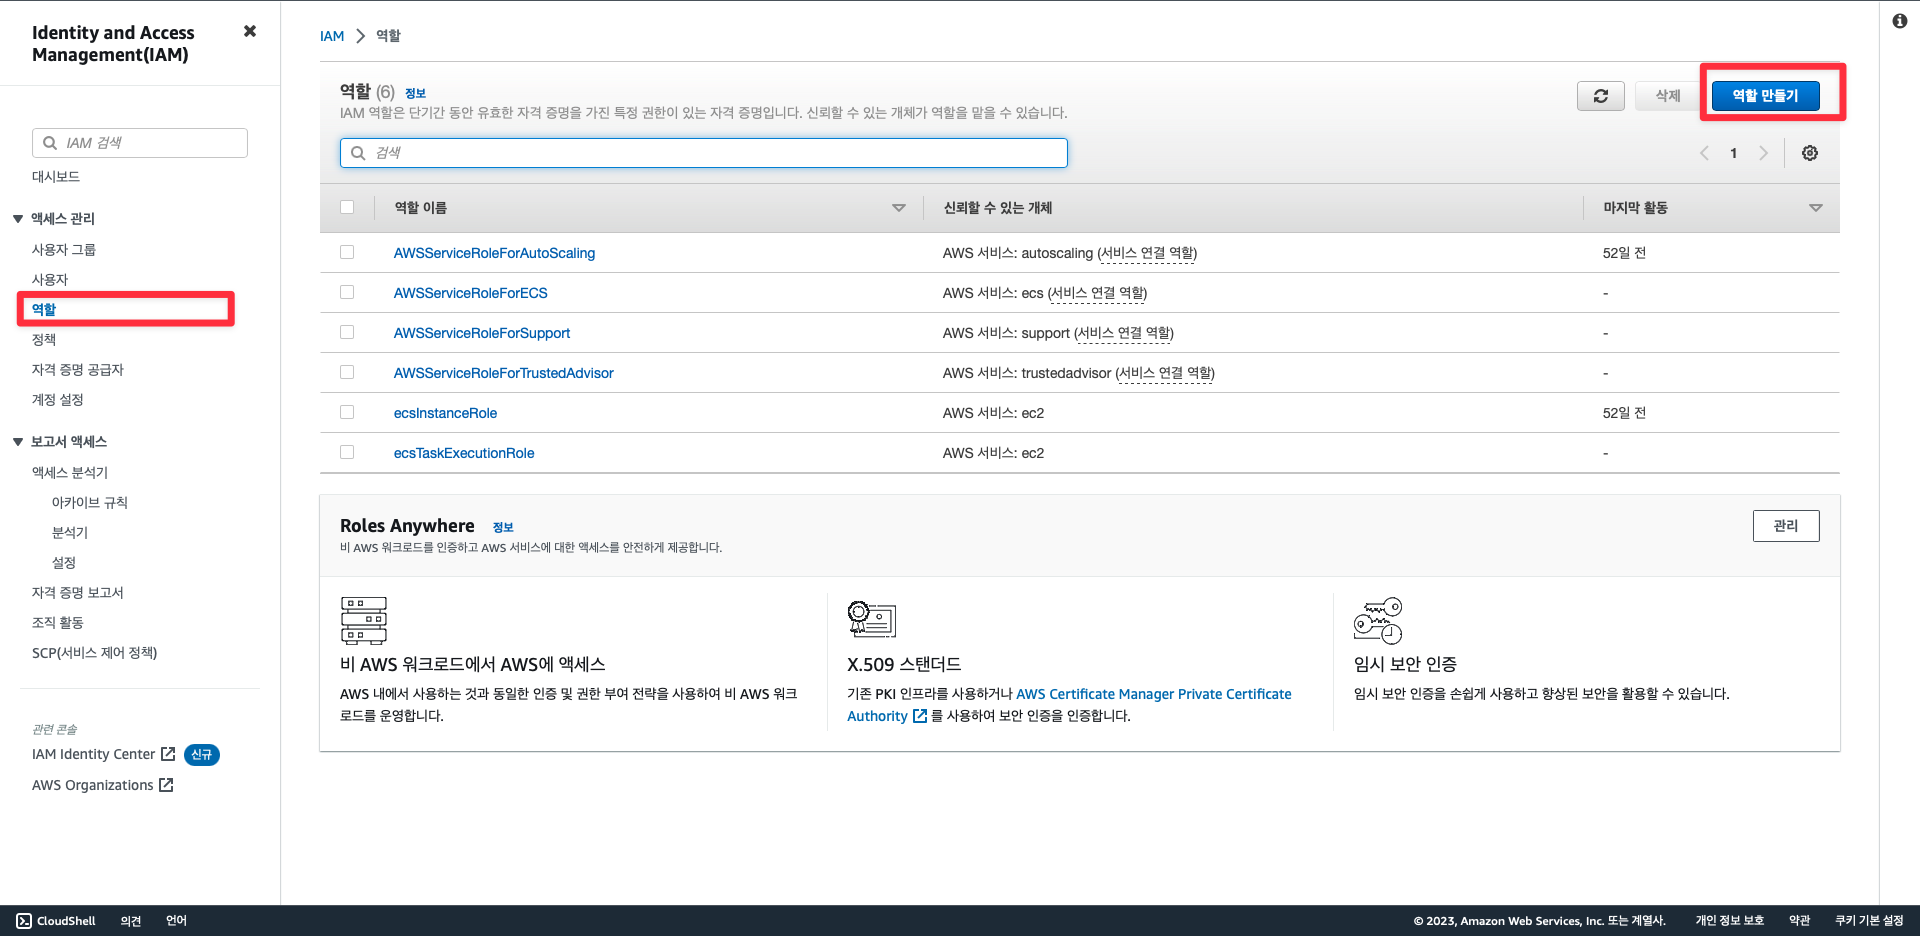 Identity and Access
Management(IAM)
IAM 검색
대시보드
액세스 관리
사용자 그룹
사용자
역할
정책
자격 증명 공급자
계정 설정
보고서 액세스
액세스 분석기
아카이브 규칙
분석기
설정
자격 증명 보고서
조직 활동
SCP(서비스 제어 정책)
관련 콘솔
IAM Identity Center 신규
AWS Organizations
IAM 역할
역할 (6) 정보
IAM 역할은 단기간 동안 유효한 자격 증명을 가진 특정 권한이 있는 자격 증명입니다. 신뢰할 수 있는 개체가 역할을 맡을 수 있습니다.
삭제 역할 만들기
검색
1
역할 이름 신뢰할 수 있는 개체 마지막 활동
AWSServiceRoleForAutoScaling AWS 서비스: autoscaling (서비스 연결 역할) 52일 전
AWSServiceRoleForECS AWS 서비스: ecs (서비스 연결 역할) -
AWSServiceRoleForSupport AWS 서비스: support (서비스 연결 역할) -
AWSServiceRoleForTrustedAdvisor AWS 서비스: trustedadvisor (서비스 연결 역할) -
ecsInstanceRole AWS 서비스: ec2 52일 전
ecsTaskExecutionRole AWS 서비스: ec2 -
Roles Anywhere 정보
비 AWS 워크로드를 인증하고 AWS 서비스에 대한 액세스를 안전하게 제공합니다.
관리
비 AWS 워크로드에서 AWS에 액세스
AWS 내에서 사용하는 것과 동일한 인증 및 권한 부여 전략을 사용하여 비 AWS 워크
로드를 운영합니다.
X.509 스탠더드
기존 PKI 인프라를 사용하거나 AWS Certificate Manager Private Certificate
Authority 를 사용하여 보안 인증을 인증합니다.
임시 보안 인증
임시 보안 인증을 손쉽게 사용하고 향상된 보안을 활용할 수 있습니다.
CloudShell 의견 언어
© 2023, Amazon Web Services, Inc. 또는 계열사. 개인 정보 보호 약관 쿠키 기본 설정